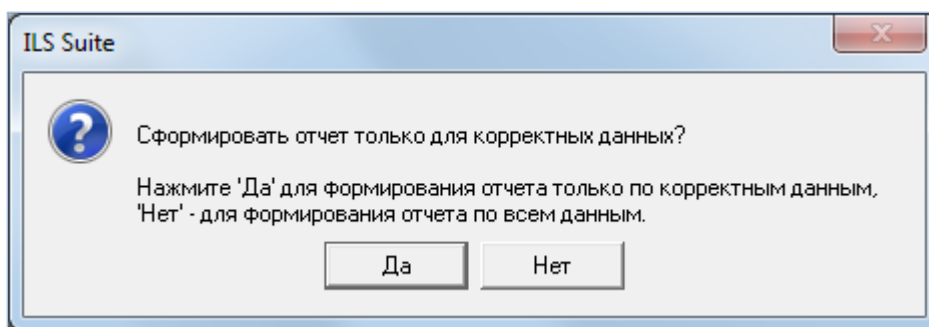 ILS Suite
Сформировать отчет только для корректных данных?
Нажмите 'Да' для формирования отчета только по корректным данным,
'Нет' - для формирования отчета по всем данным.
Да
Нет